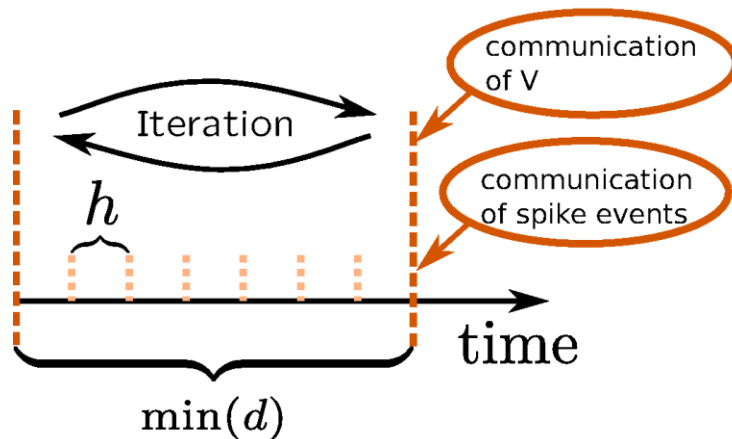 communication
of V
Iteration
communication
of spike events
h
time
min(d)